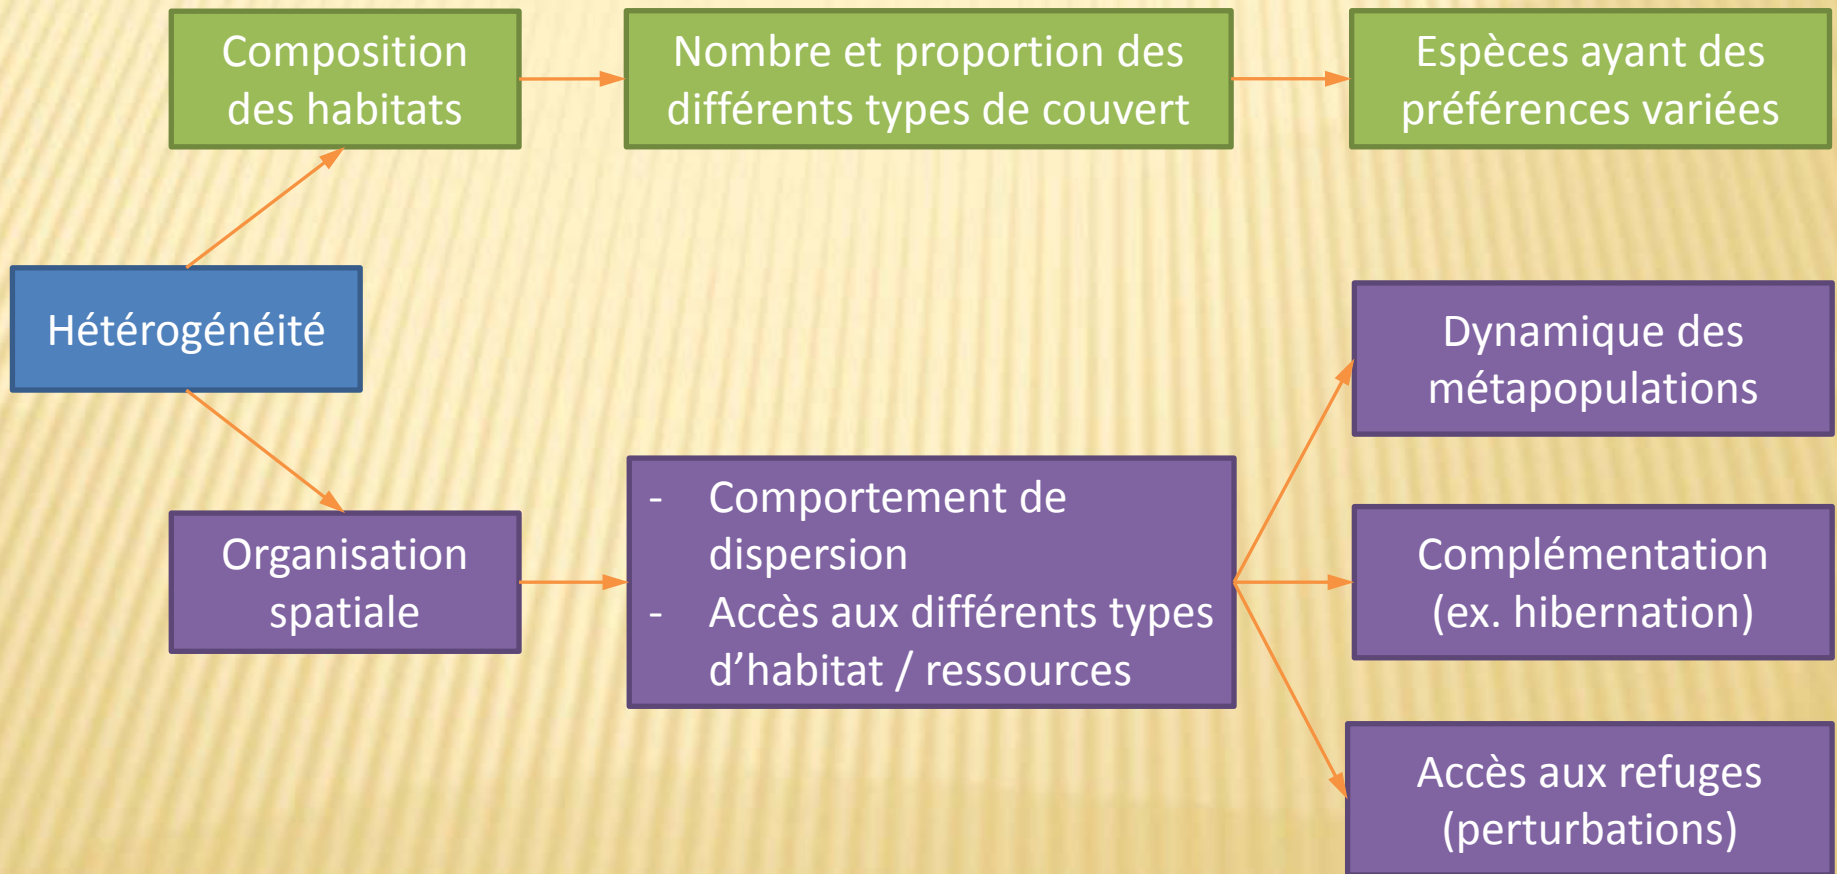 Composition
des habitats
Nombre et proportion des
différents types de couvert
Espèces ayant des
préférences variées
Hétérogénéité
Organisation
spatiale
- Comportement de
dispersion
- Accès aux différents types
d’habitat / ressources
Dynamique des
métapopulations
Complémentation
(ex. hibernation)
Accès aux refuges
(perturbations)